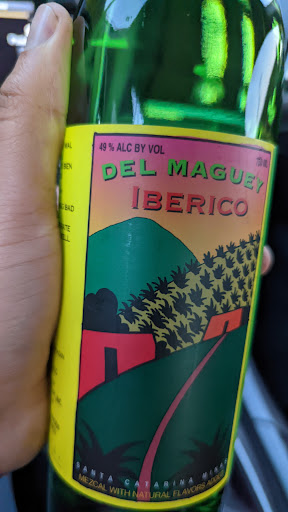 49 % ALC BY VOL
DEL MAGUEY
IBERICO
SANTA CATARINA MINAS
MEZCAL WITH NATURAL FLAVORS ADDED